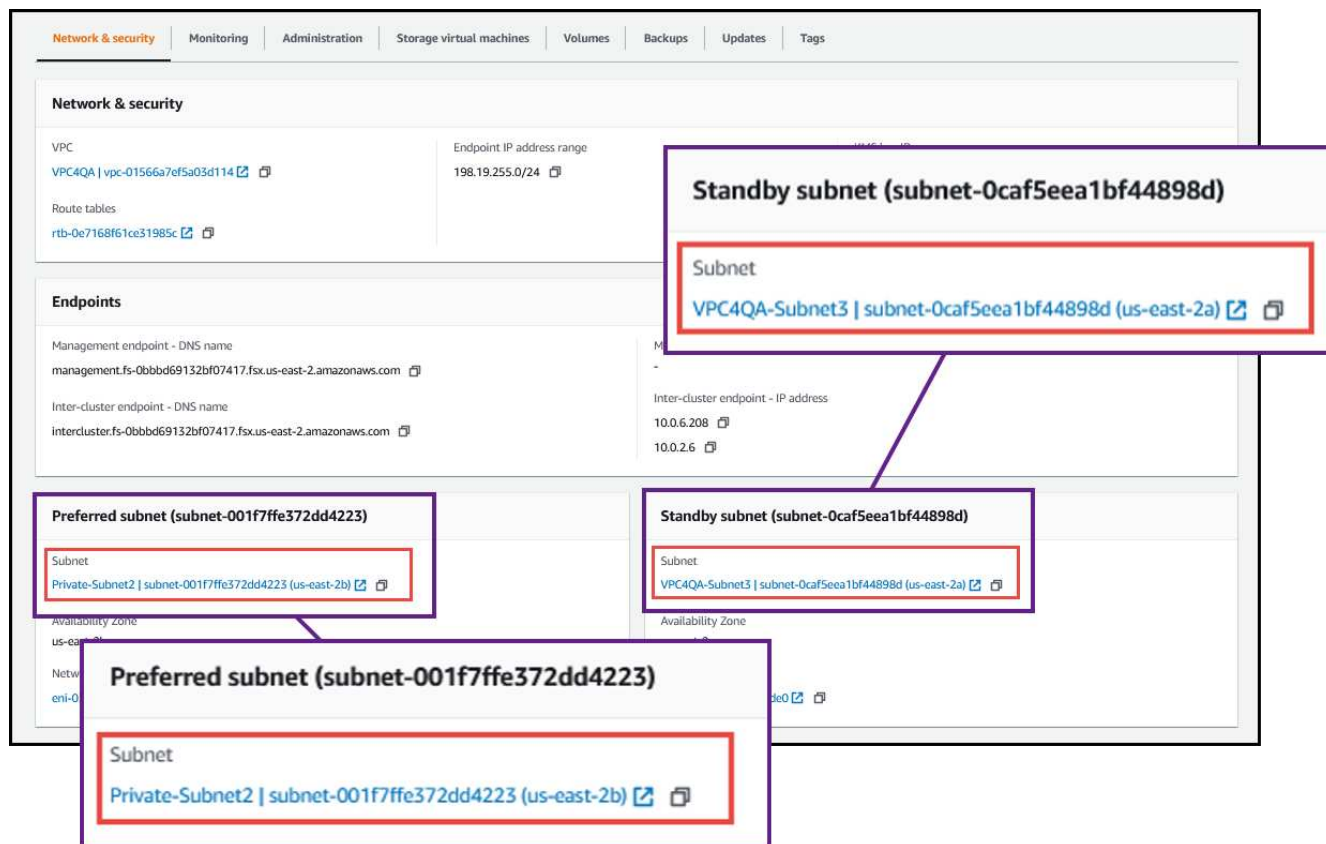 Network & security
Monitoring
Administration
Storage virtual machines
Volumes
Backups
Updates
Tags
Network & security
VPC
VPC4QA | vpc-01566a7ef5a03d114
Route tables
rtb-0e7168f61ce31985c
Endpoint IP address range
198.19.255.0/24
Standby subnet (subnet-0caf5eea1bf44898d)
Subnet
VPC4QA-Subnet3 | subnet-0caf5eea1bf44898d (us-east-2a)
Endpoints
Management endpoint - DNS name
management.fs-0bbbd69132bf07417.fsx.us-east-2.amazonaws.com
Inter-cluster endpoint - DNS name
intercluster.fs-0bbbd69132bf07417.fsx.us-east-2.amazonaws.com
-
Inter-cluster endpoint - IP address
10.0.6.208
10.0.2.6
Preferred subnet (subnet-001f7ffe372dd4223)
Subnet
Private-Subnet2 | subnet-001f7ffe372dd4223 (us-east-2b)
Availability Zone
Standby subnet (subnet-0caf5eea1bf44898d)
Subnet
VPC4QA-Subnet3 | subnet-0caf5eea1bf44898d (us-east-2a)
Availability Zone
Preferred subnet (subnet-001f7ffe372dd4223)
Subnet
Private-Subnet2 | subnet-001f7ffe372dd4223 (us-east-2b)